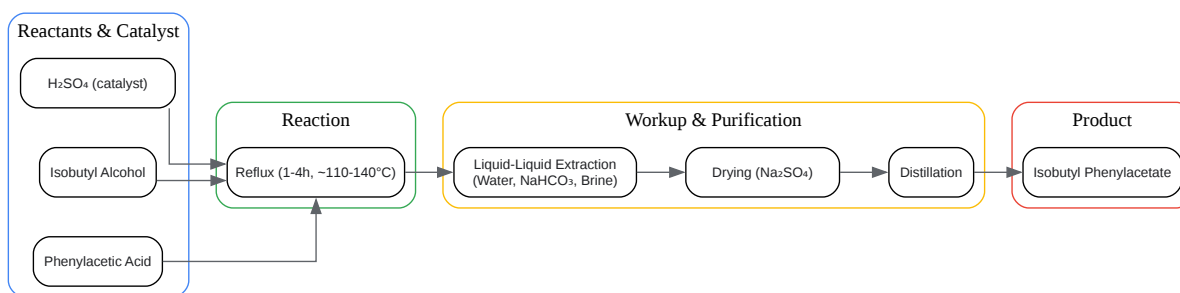 Reactants & Catalyst
H₂SO₄ (catalyst)
Isobutyl Alcohol
Phenylacetic Acid
Reaction
Reflux (1-4h, ~110-140°C)
Workup & Purification
Liquid-Liquid Extraction
(Water, NaHCO₃, Brine)
Drying (Na₂SO₄)
Distillation
Product
Isobutyl Phenylacetate